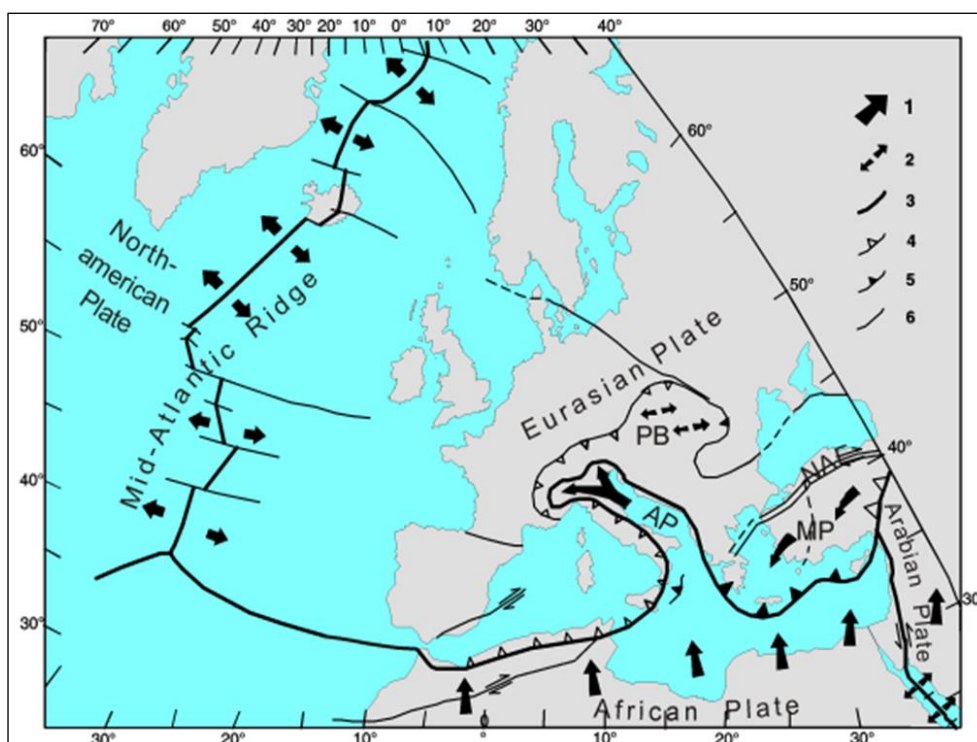 70° 60° 50° 40° 30° 20° 10° 0° 10° 20° 30° 40°
1
60°
2
60°
3
4
North-
american
Plate
50°
5
6
50°
Mid-Atlantic Ridge
Eurasian Plate
PB
40°
NAF
40°
AP
MP
Arabian
Plate
30
30°
African Plate
30° 20° 10° 0 10° 20° 30°